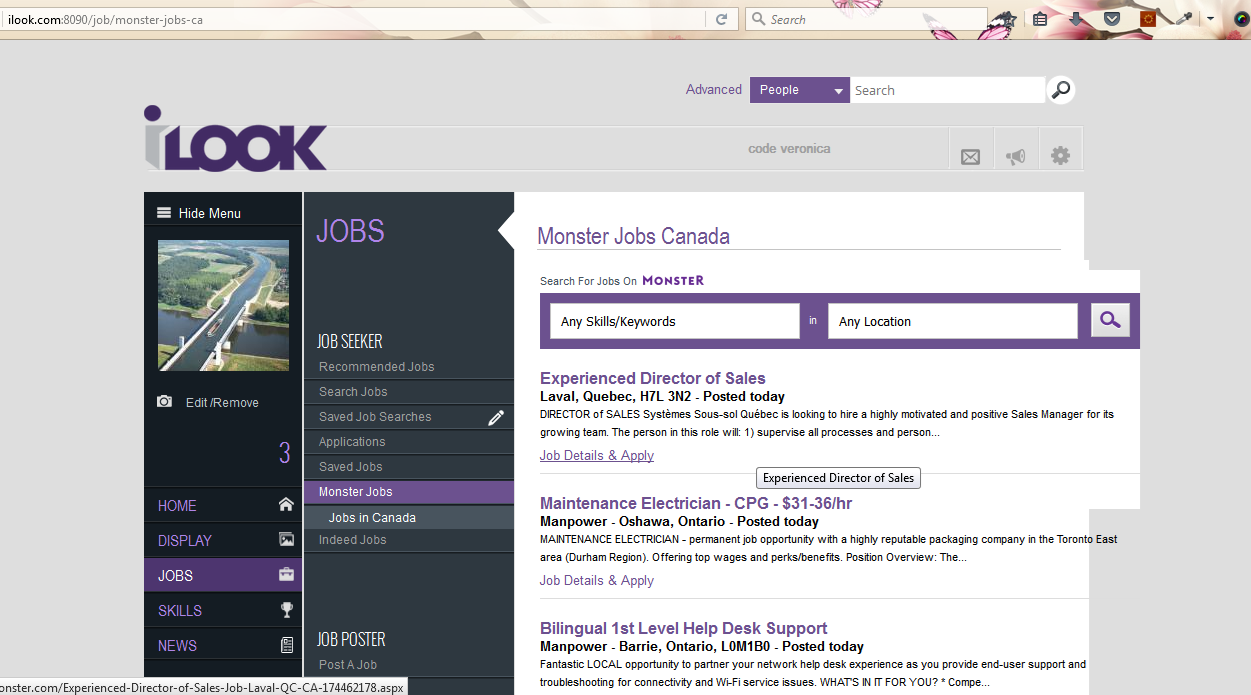 ilook.com:8090/job/monster-jobs-ca
Search
Advanced
People
Search
iLOOK
code veronica
Hide Menu
Edit /Remove
3
HOME
DISPLAY
JOBS
SKILLS
NEWS
JOBS
JOB SEEKER
Recommended Jobs
Search Jobs
Saved Job Searches
Applications
Saved Jobs
Monster Jobs
Jobs in Canada
Indeed Jobs
JOB POSTER
Post A Job
Monster Jobs Canada
Search For Jobs On MONSTER
Any Skills/Keywords in Any Location
Experienced Director of Sales
Laval, Quebec, H7L 3N2 - Posted today
DIRECTOR of SALES Systèmes Sous-sol Québec is looking to hire a highly motivated and positive Sales Manager for its
growing team. The person in this role will: 1) supervise all processes and person...
Job Details & Apply
Experienced Director of Sales
Maintenance Electrician - CPG - $31-36/hr
Manpower - Oshawa, Ontario - Posted today
MAINTENANCE ELECTRICIAN - permanent job opportunity with a highly reputable packaging company in the Toronto East
area (Durham Region). Offering top wages and perks/benefits. Position Overview: The...
Job Details & Apply
Bilingual 1st Level Help Desk Support
Manpower - Barrie, Ontario, L0M1B0 - Posted today
Fantastic LOCAL opportunity to partner your network help desk experience as you provide end-user support and
troubleshooting for connectivity and Wi-Fi service issues. WHAT'S IN IT FOR YOU? * Compe...
onster.com/Experienced-Director-of-Sales-Job-Laval-QC-CA-174462178.aspx